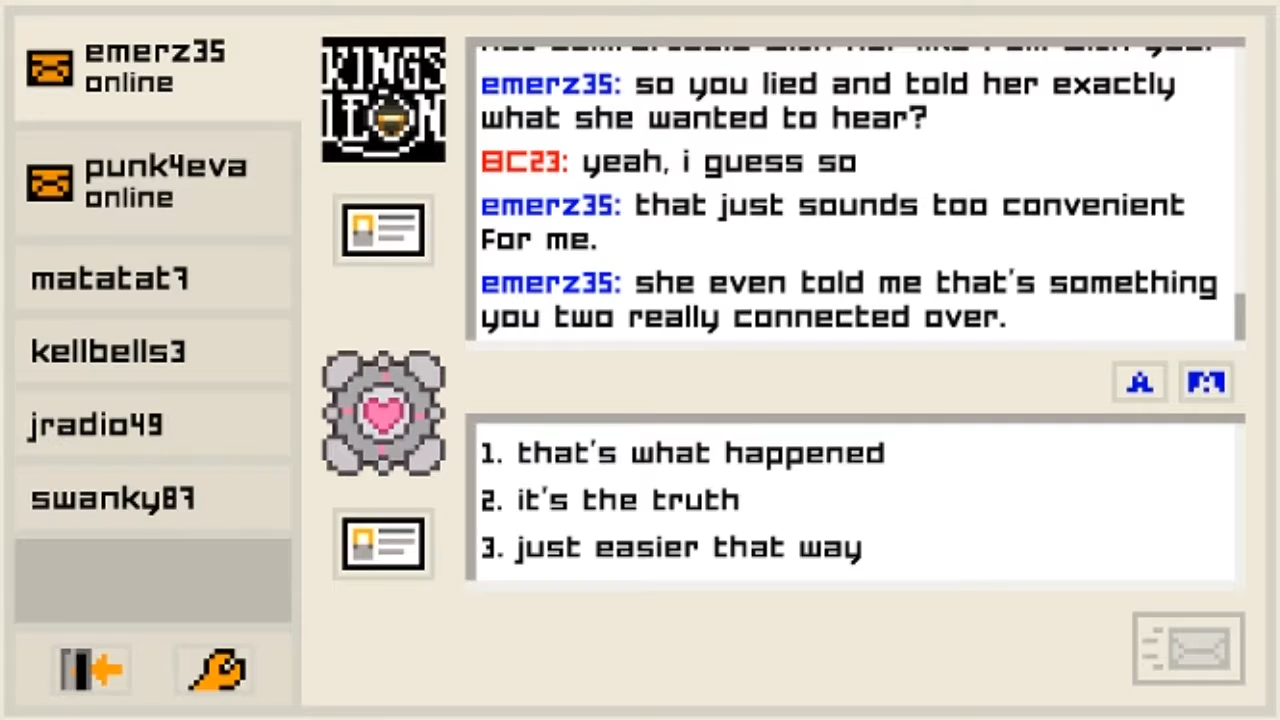 emerz35
online
punk4eva
online
matatat7
kellbells3
jradio49
swanky87
KINGS
LEON
emerz35: so you lied and told her exactly
what she wanted to hear?
BC23: yeah, i guess so
emerz35: that just sounds too convenient
for me.
emerz35: she even told me that's something
you two really connected over.
A
A
1. that's what happened
2. it's the truth
3. just easier that way